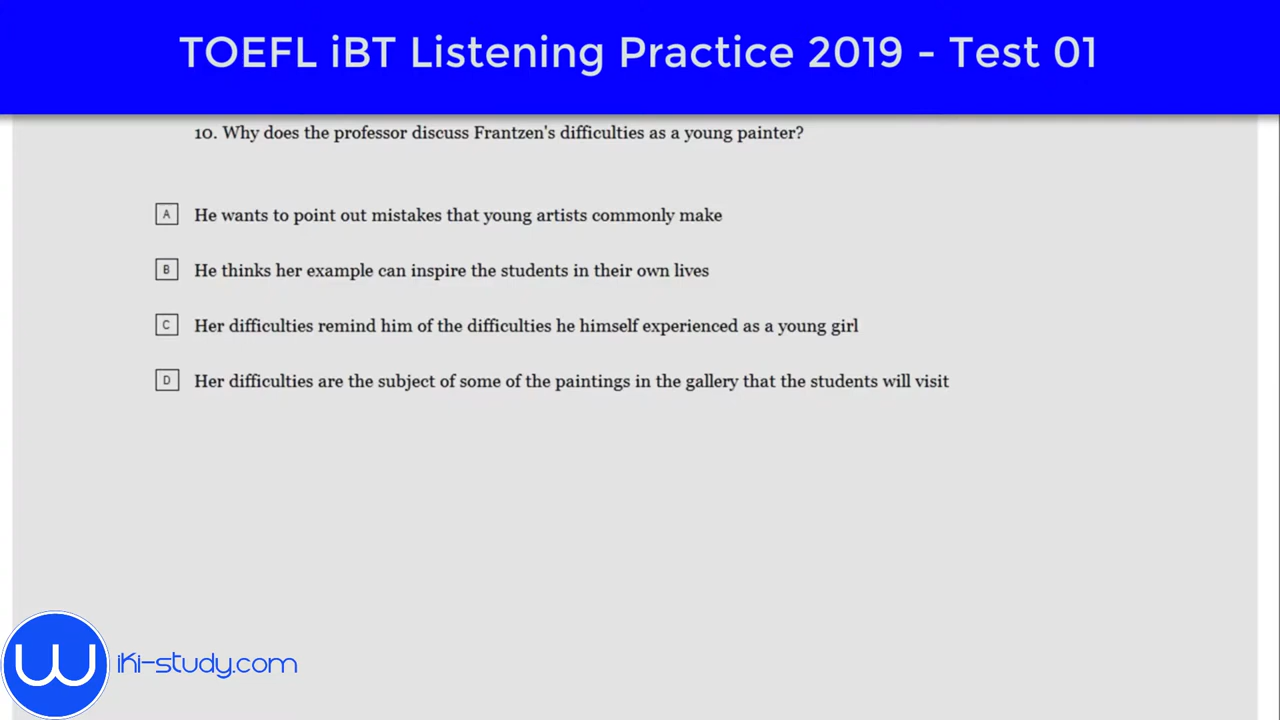 TOEFL iBT Listening Practice 2019 - Test 01
10. Why does the professor discuss Frantzen's difficulties as a young painter?
A He wants to point out mistakes that young artists commonly make
B He thinks her example can inspire the students in their own lives
C Her difficulties remind him of the difficulties he himself experienced as a young girl
D Her difficulties are the subject of some of the paintings in the gallery that the students will visit
W iki-study.com